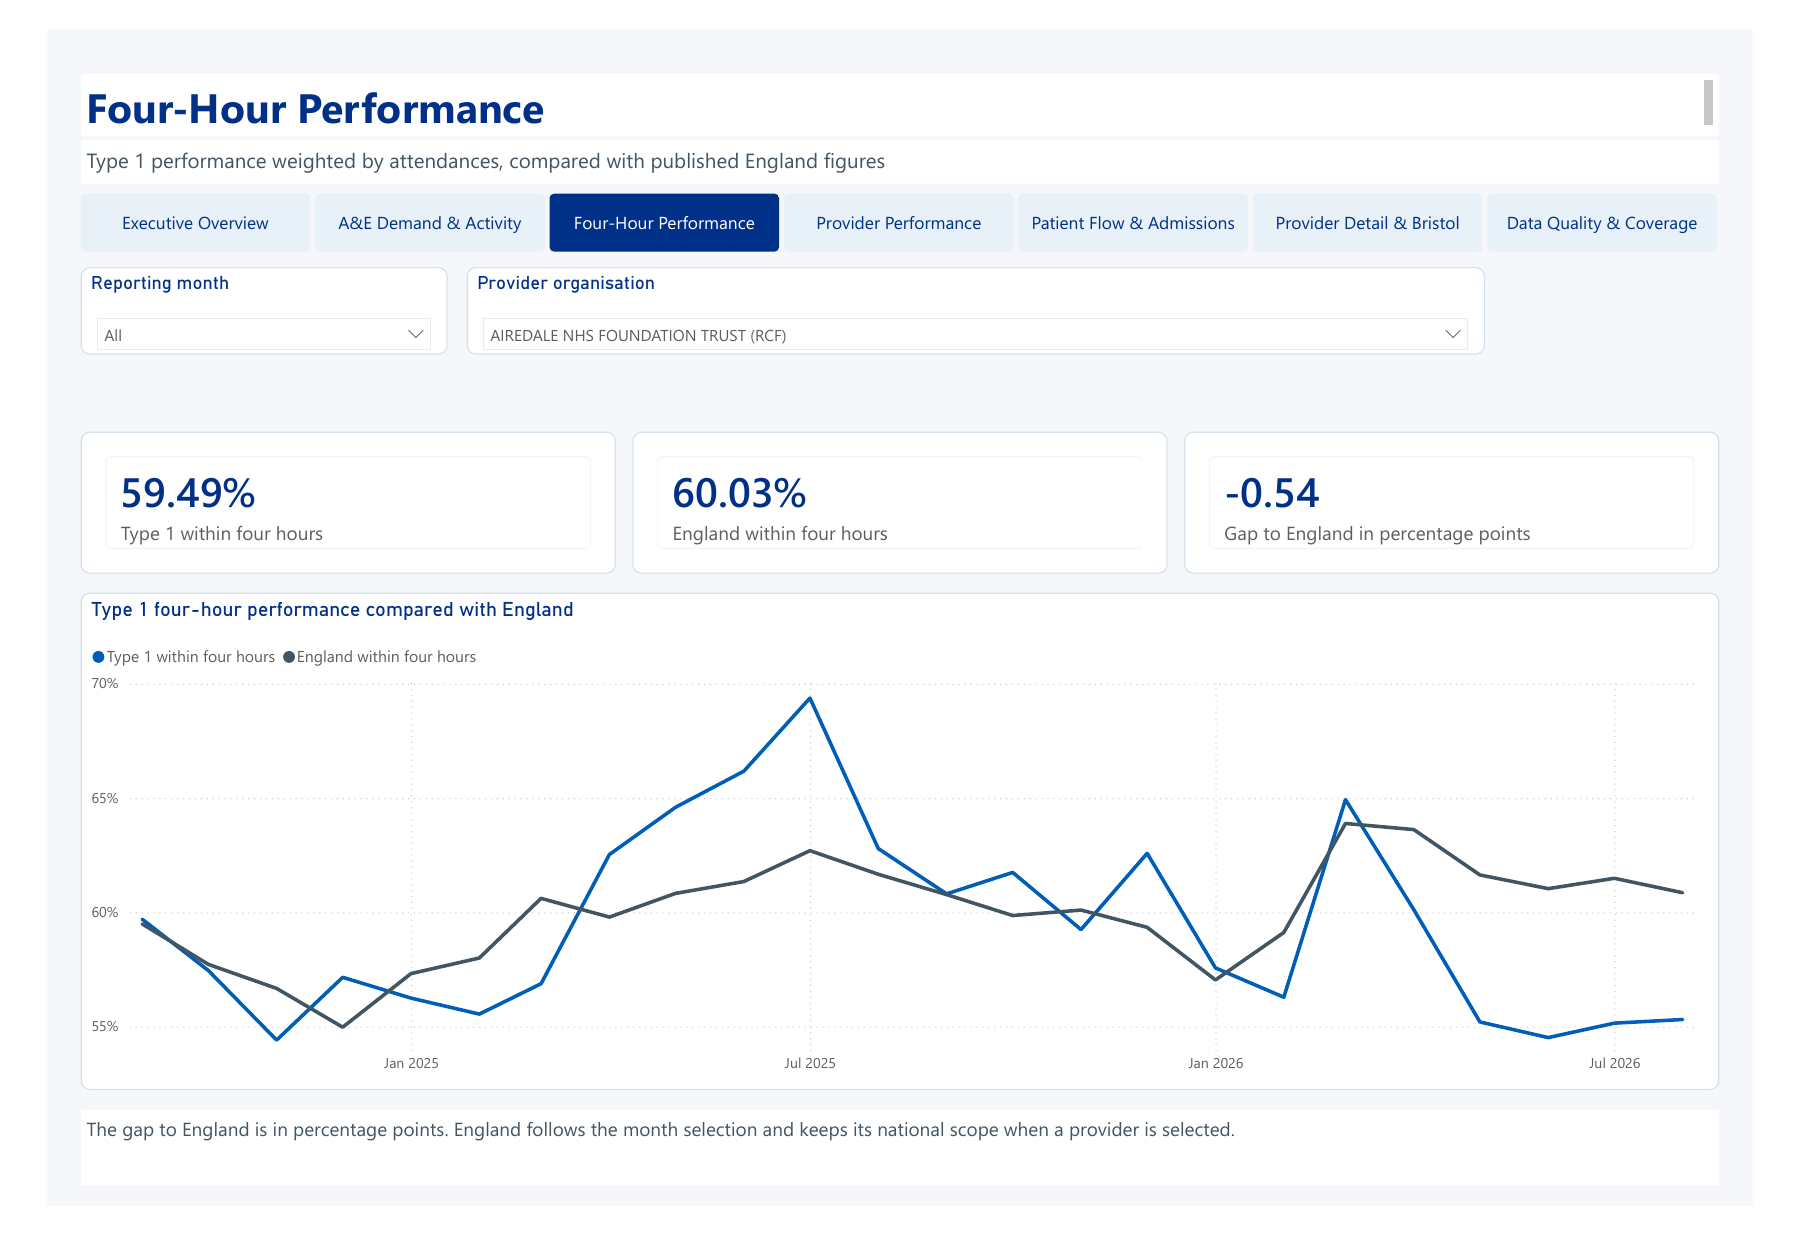 Four-Hour Performance
Type 1 performance weighted by attendances, compared with published England figures
Executive Overview A&E Demand & Activity Four-Hour Performance Provider Performance Patient Flow & Admissions Provider Detail & Bristol Data Quality & Coverage
Reporting month Provider organisation
All AIREDALE NHS FOUNDATION TRUST (RCF)
59.49% 60.03% -0.54
Type 1 within four hours England within four hours Gap to England in percentage points
Type 1 four-hour performance compared with England
Type 1 within four hours England within four hours
70%
65%
60%
55%
Jan 2025 Jul 2025 Jan 2026 Jul 2026
The gap to England is in percentage points. England follows the month selection and keeps its national scope when a provider is selected.